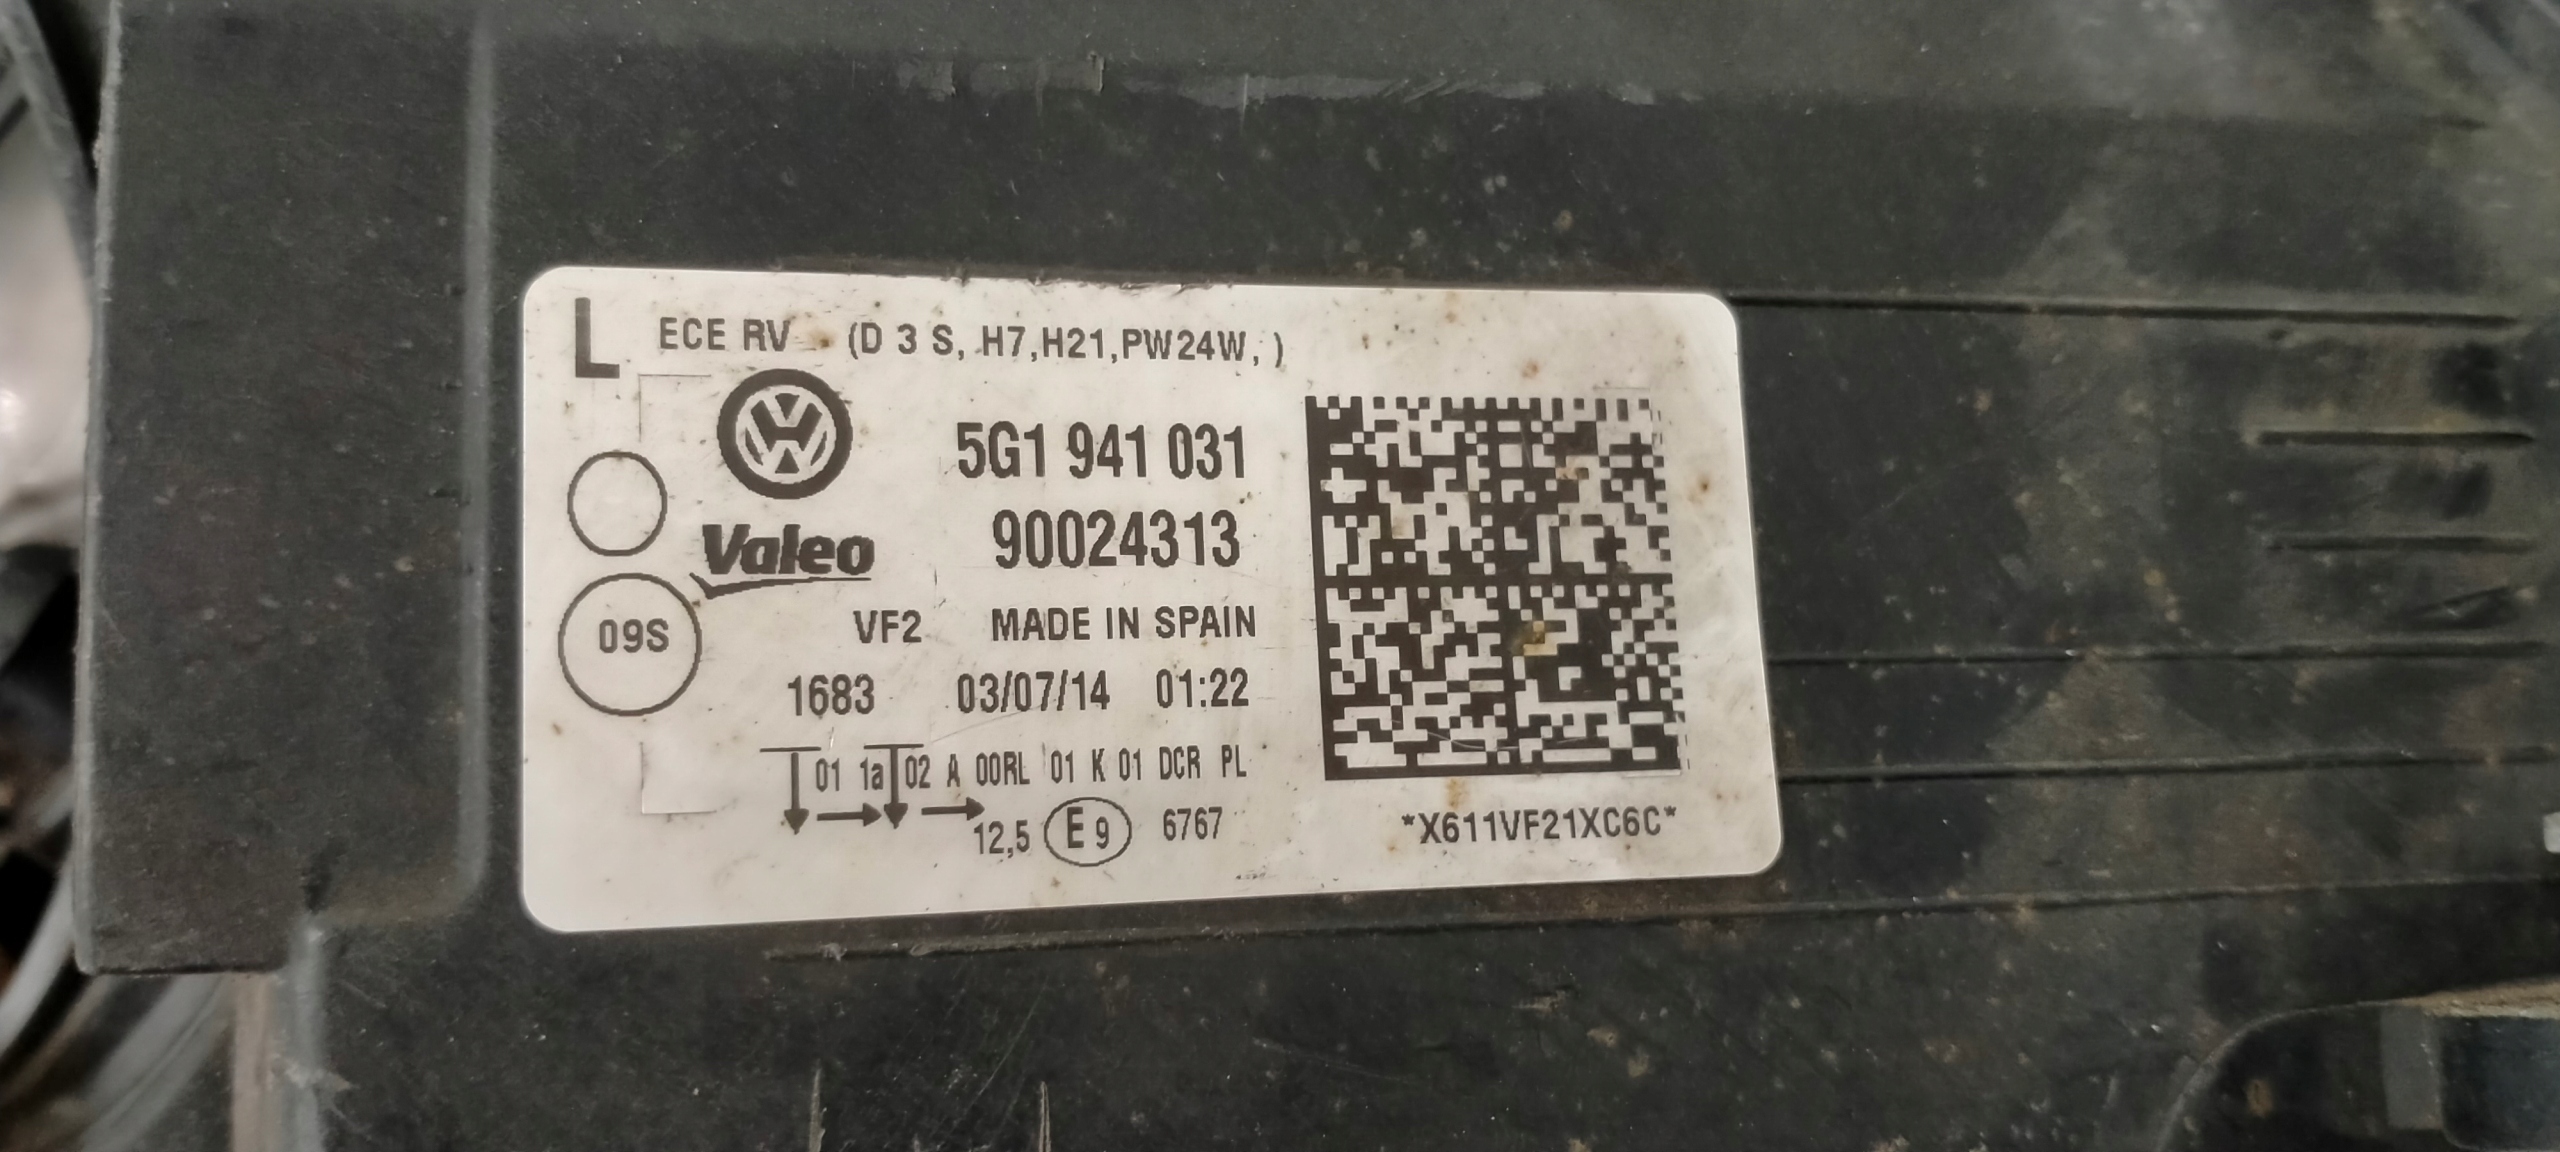 L ECE RV (D 3 S, H7,H21,PW24W, )
5G1 941 031
Valeo 90024313
VF2 MADE IN SPAIN
09S
1683 03/07/14 01:22
01 1a 02 A 00RL 01 K 01 DCR PL
12,5 E9 6767
*X611VF21XC6C*